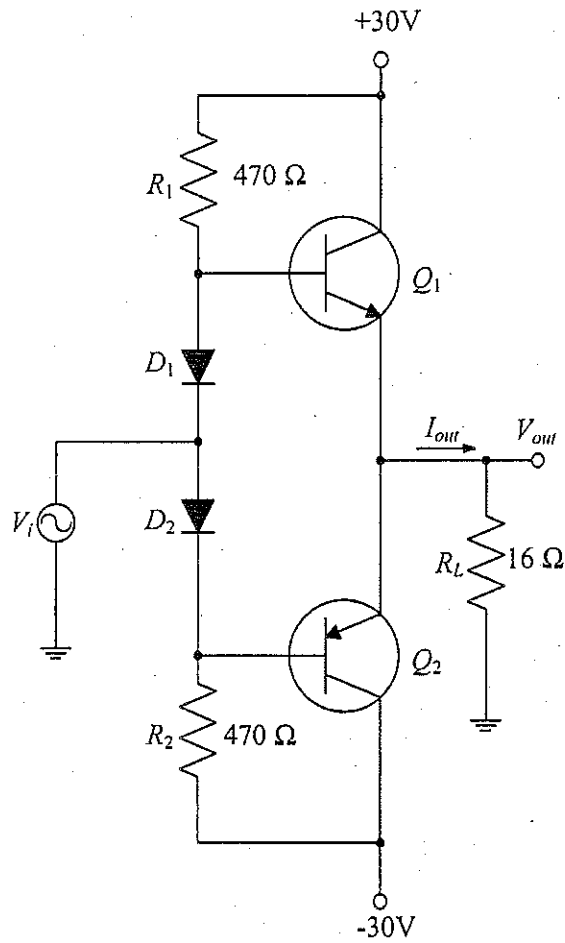 +30V
R1 470 Ω
Q1
D1
Iout Vout
Vi
D2
RL 16 Ω
Q2
R2 470 Ω
-30V